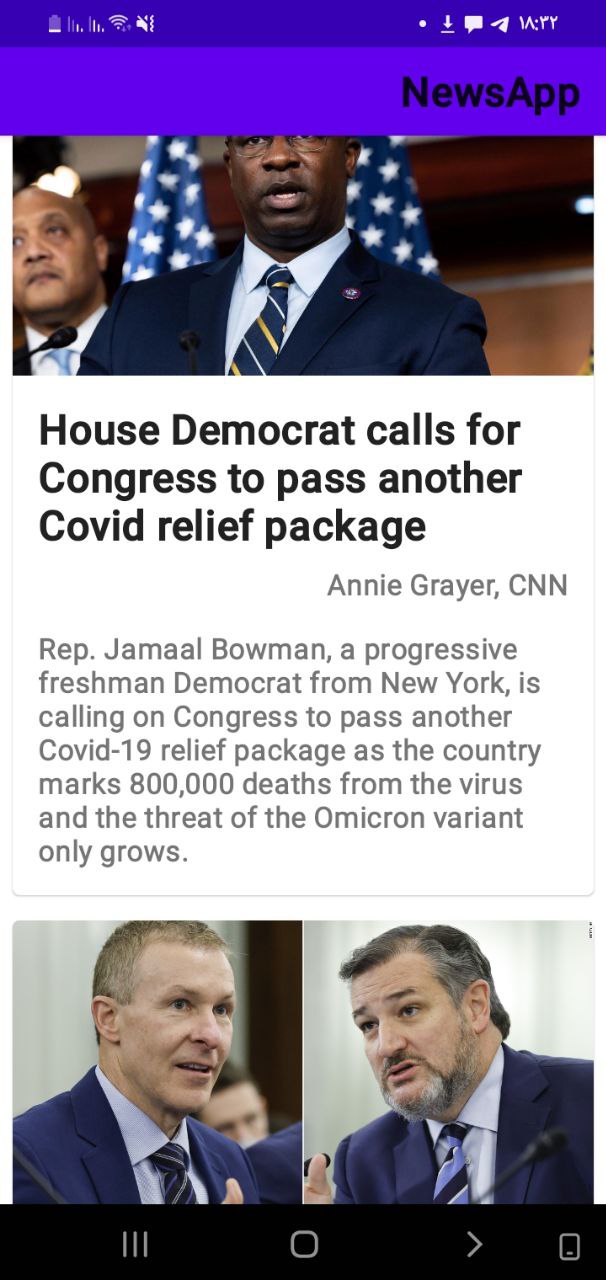 ۱۸:۳۲
NewsApp
House Democrat calls for
Congress to pass another
Covid relief package
Annie Grayer, CNN
Rep. Jamaal Bowman, a progressive
freshman Democrat from New York, is
calling on Congress to pass another
Covid-19 relief package as the country
marks 800,000 deaths from the virus
and the threat of the Omicron variant
only grows.